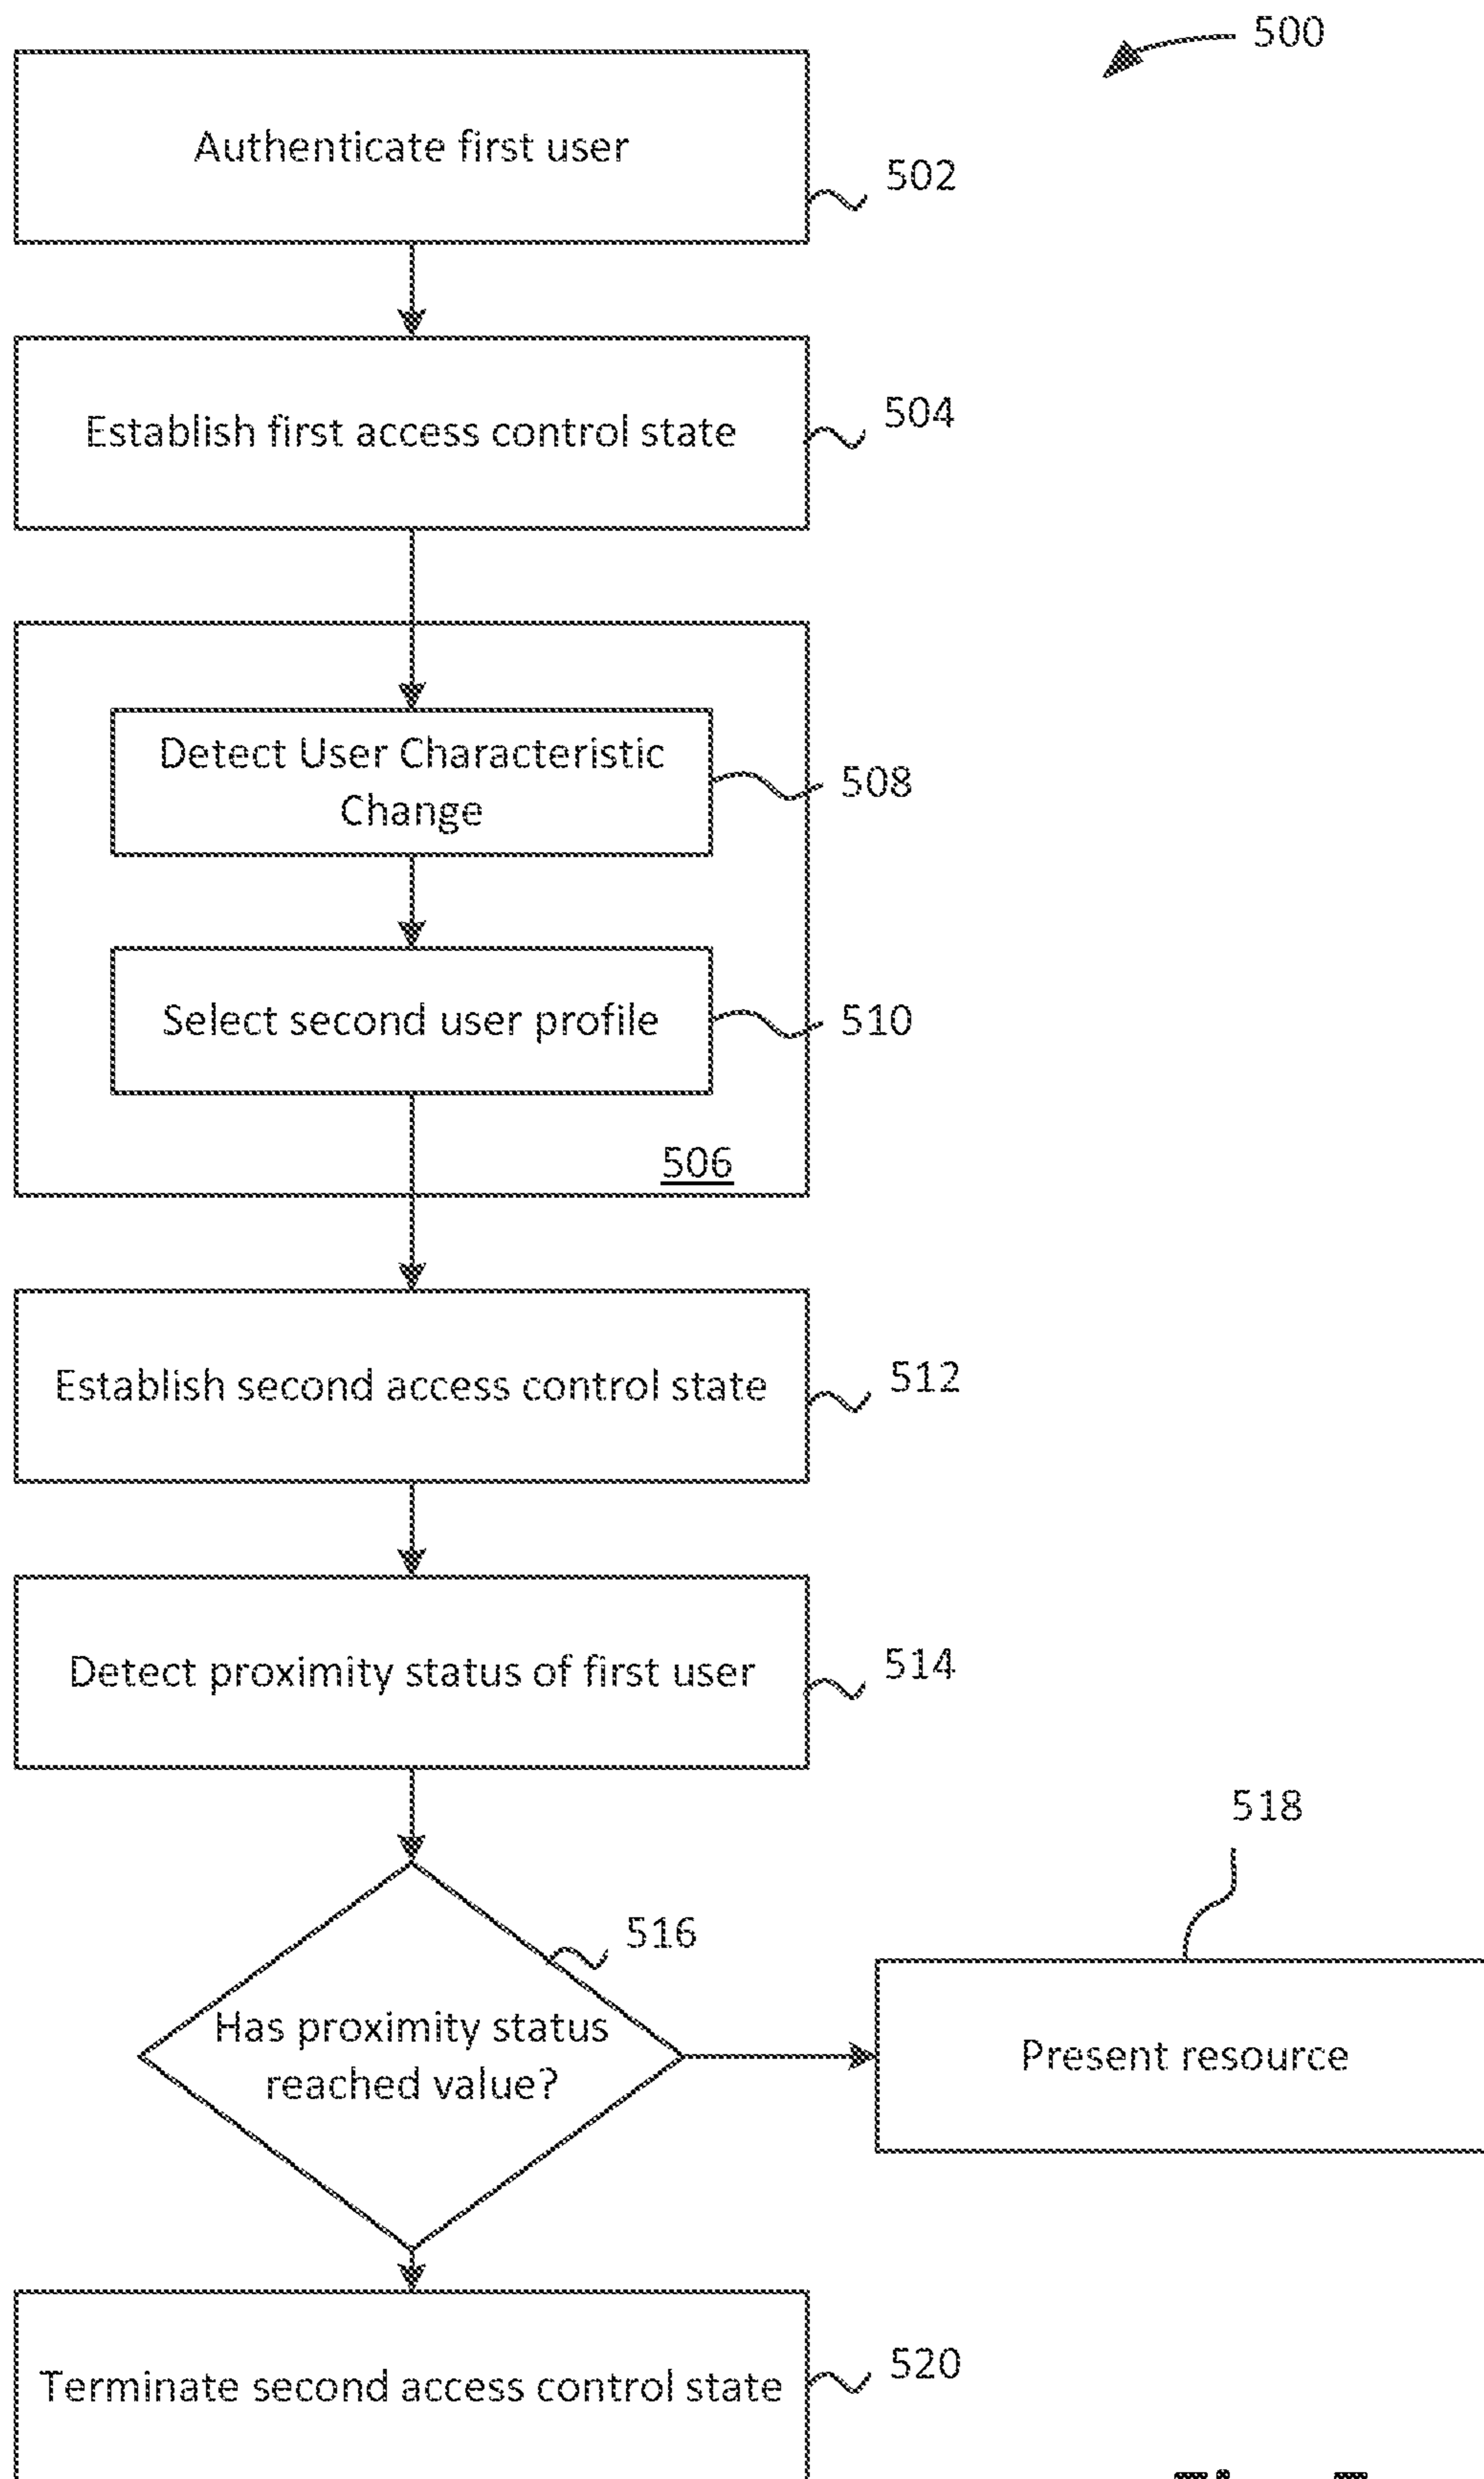 500
Authenticate first user
502
Establish first access control state
504
Detect User Characteristic
Change
508
Select second user profile
510
506
Establish second access control state
512
Detect proximity status of first user
514
518
516
Has proximity status
reached value?
Present resource
Terminate second access control state
520